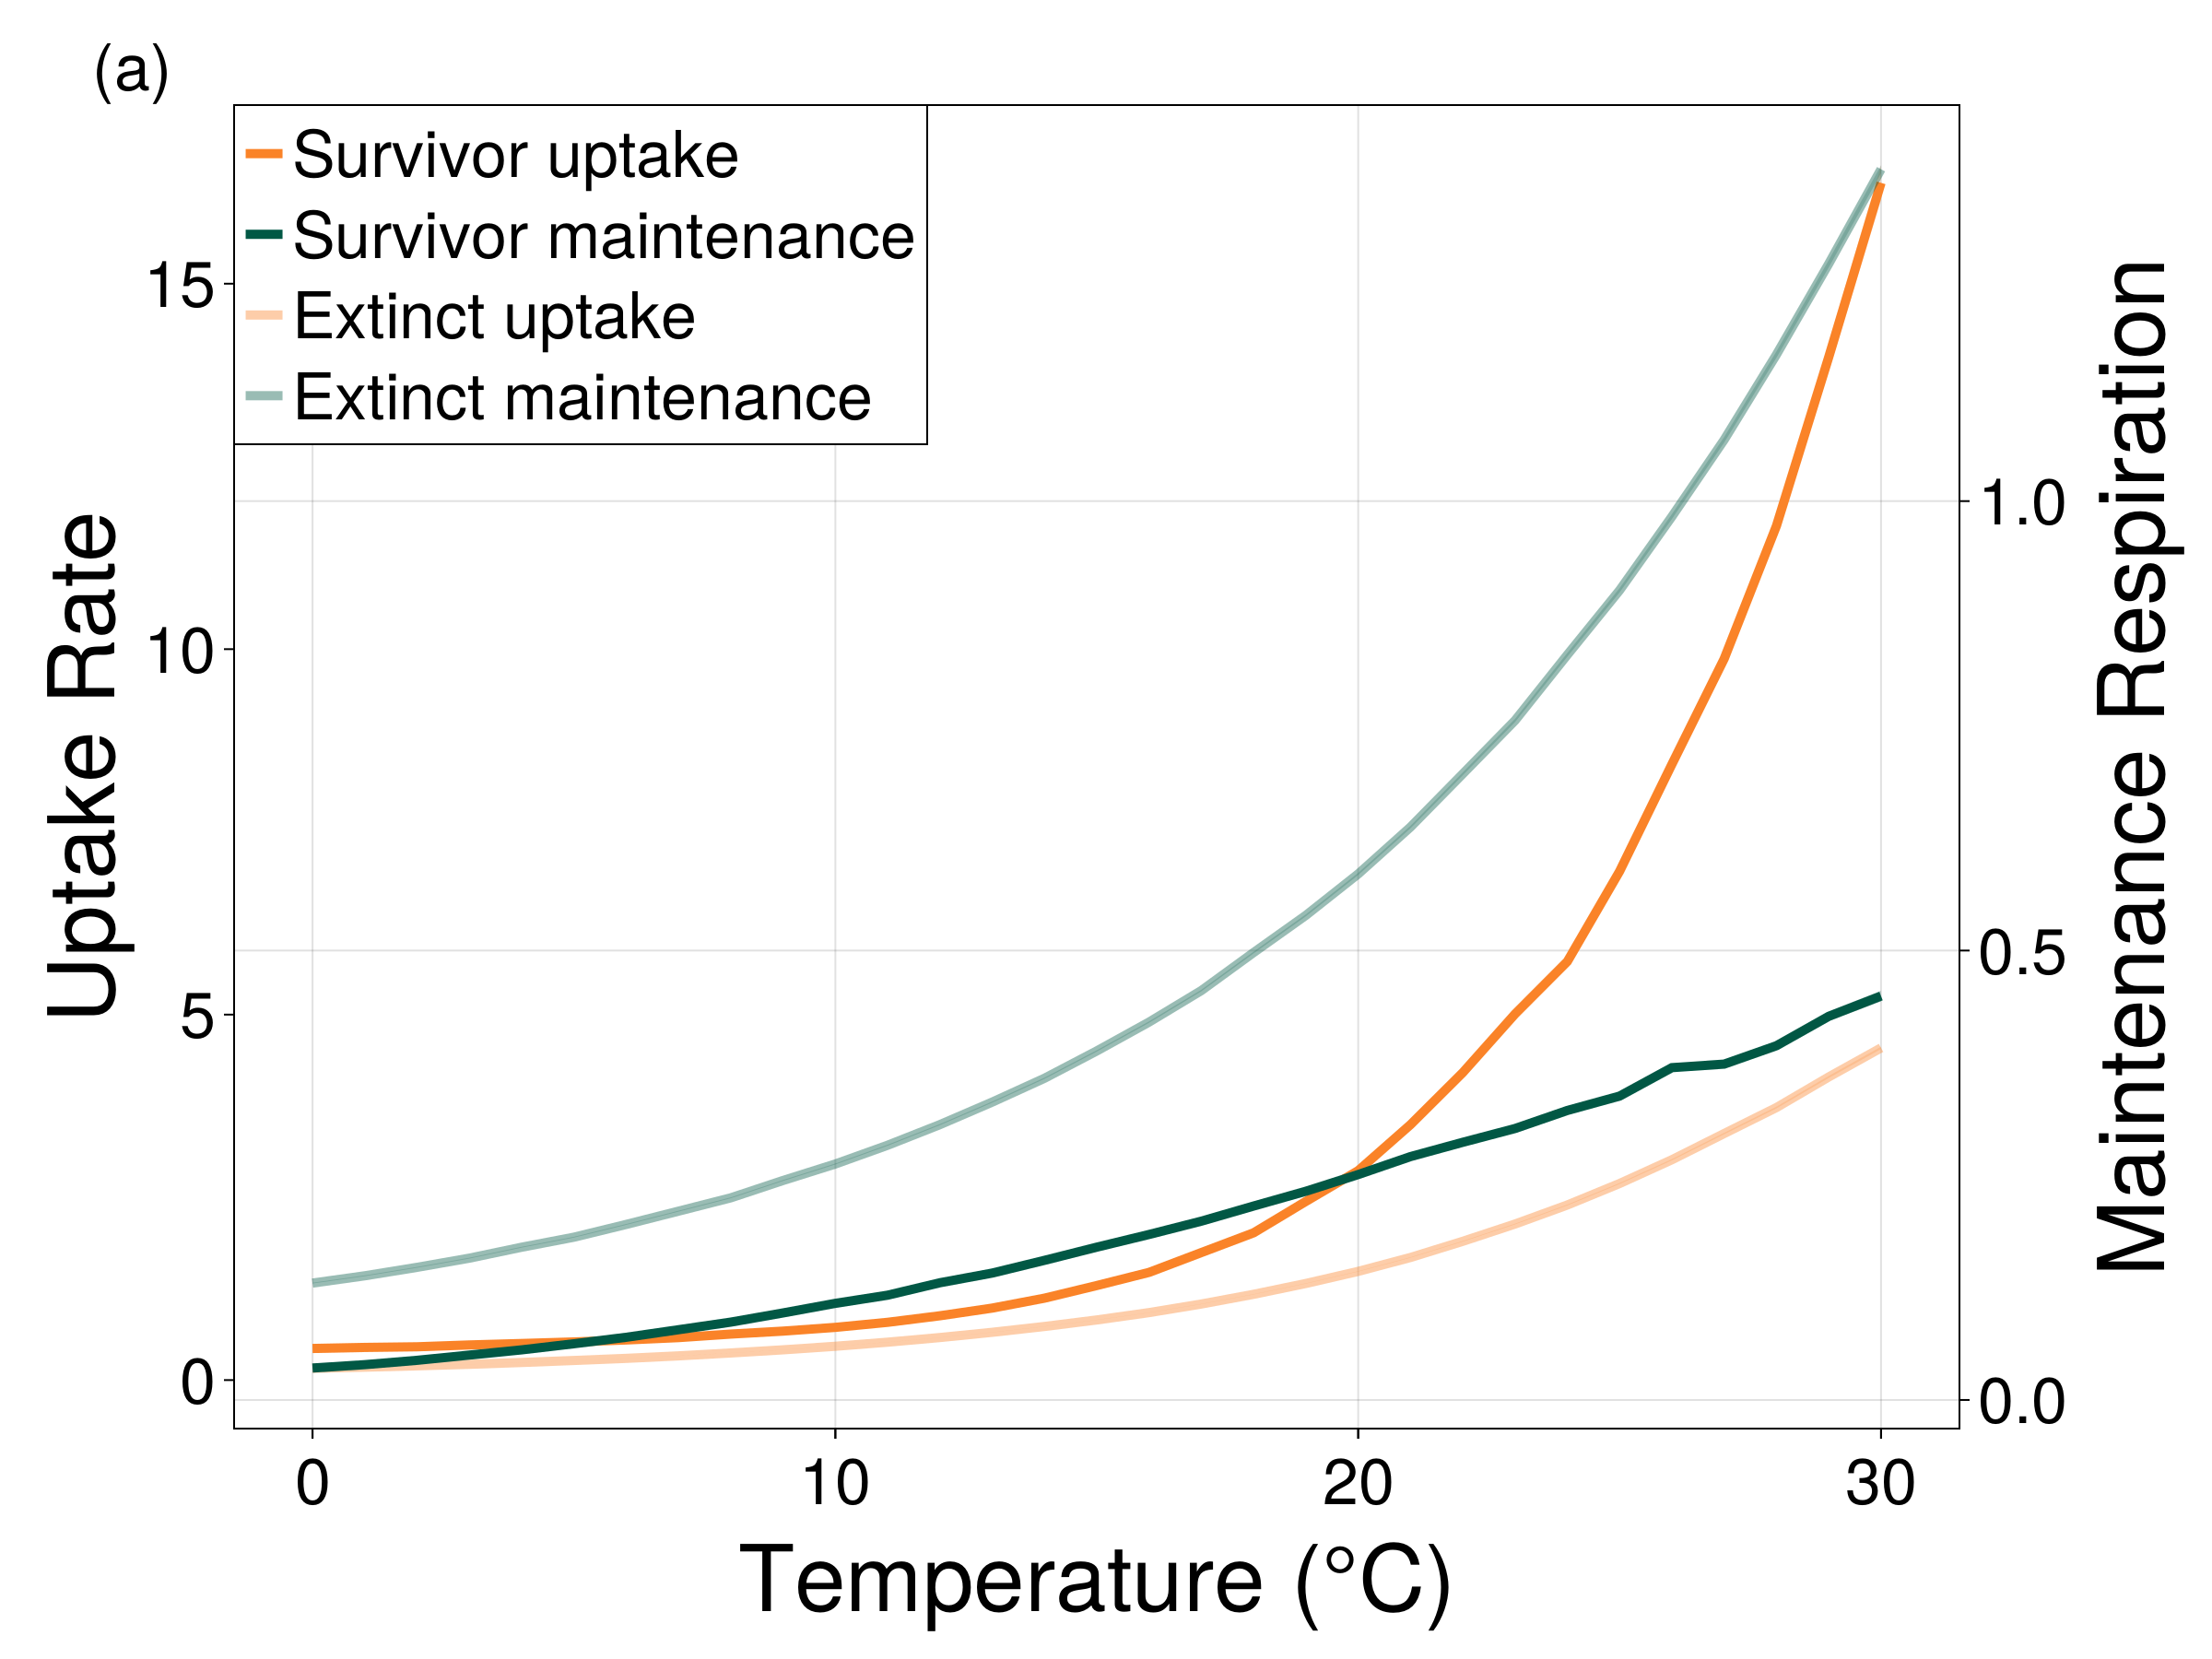 (a)
Survivor uptake
Survivor maintenance
Extinct uptake
Extinct maintenance
Uptake Rate
15
10
5
0
1.0
0.5
0.0
Maintenance Respiration
0 10 20 30
Temperature (°C)